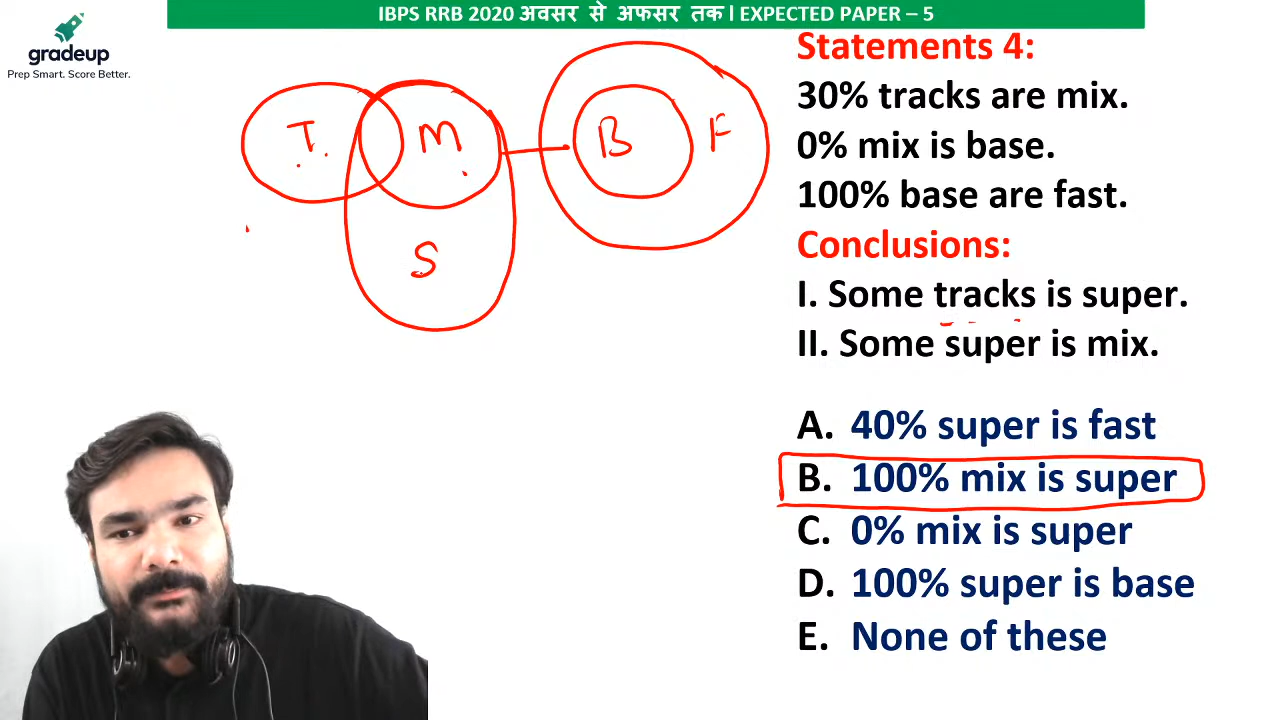 IBPS RRB 2020 अवसर से अफसर तक l EXPECTED PAPER – 5
gradeup
Prep Smart. Score Better.
T
M
B
F
S
Statements 4:
30% tracks are mix.
0% mix is base.
100% base are fast.
Conclusions:
I. Some tracks is super.
II. Some super is mix.
A. 40% super is fast
B. 100% mix is super
C. 0% mix is super
D. 100% super is base
E. None of these